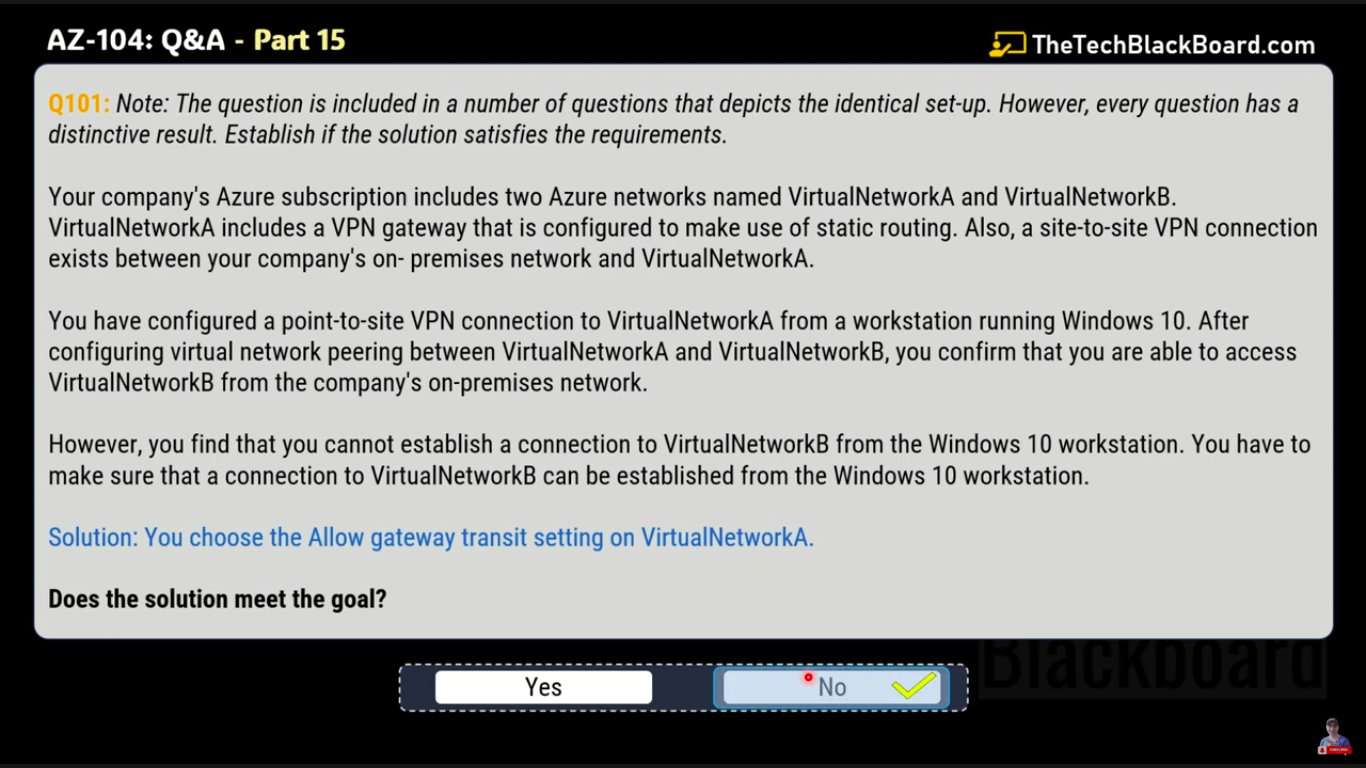 AZ-104: Q&A - Part 15
TheTechBlackBoard.com
Q101: Note: The question is included in a number of questions that depicts the identical set-up. However, every question has a
distinctive result. Establish if the solution satisfies the requirements.
Your company's Azure subscription includes two Azure networks named VirtualNetworkA and VirtualNetworkB.
VirtualNetworkA includes a VPN gateway that is configured to make use of static routing. Also, a site-to-site VPN connection
exists between your company's on- premises network and VirtualNetworkA.
You have configured a point-to-site VPN connection to VirtualNetworkA from a workstation running Windows 10. After
configuring virtual network peering between VirtualNetworkA and VirtualNetworkB, you confirm that you are able to access
VirtualNetworkB from the company's on-premises network.
However, you find that you cannot establish a connection to VirtualNetworkB from the Windows 10 workstation. You have to
make sure that a connection to VirtualNetworkB can be established from the Windows 10 workstation.
Solution: You choose the Allow gateway transit setting on VirtualNetworkA.
Does the solution meet the goal?
Blackboard
Yes
No
SUBSCRIBE